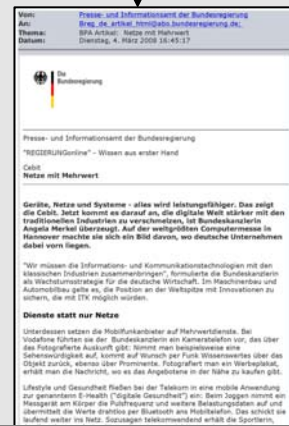 Von: Presse- und Informationsamt der Bundesregierung
An: Breg_de_artikel_html@abo.bundesregierung.de;
Thema: BPA Artikel: Netze mit Mehrwert
Datum: Dienstag, 4. März 2008 16:45:17
Die
Bundesregierung
Presse- und Informationsamt der Bundesregierung
"REGIERUNGonline" - Wissen aus erster Hand
Cebit
Netze mit Mehrwert
Geräte, Netze und Systeme - alles wird leistungsfähiger. Das zeigt
die Cebit. Jetzt kommt es darauf an, die digitale Welt stärker mit den
traditionellen Industrien zu verschmelzen, ist Bundeskanzlerin
Angela Merkel überzeugt. Auf der weltgrößten Computermesse in
Hannover machte sie sich ein Bild davon, wo deutsche Unternehmen
dabei vorn liegen.
"Wir müssen die Informations- und Kommunikationstechnologien mit den
klassischen Industrien zusammenbringen", formulierte die Bundeskanzlerin
als Wachstumsstrategie für die deutsche Wirtschaft. Im Maschinenbau und
Automobilbau gelte es, die Position an der Weltspitze mit Innovationen zu
sichern, die mit ITK möglich würden.
Dienste statt nur Netze
Unterdessen setzen die Mobilfunkanbieter auf Mehrwertdienste. Bei
Vodafone führten sie der Bundeskanzlerin ein Kameratelefon vor, das über
das Fotografierte Auskunft gibt: Nimmt man beispielsweise eine
Sehenswürdigkeit auf, kommt auf Wunsch per Funk Wissenswertes über das
Objekt zurück, ebenso über Prominente. Fotografiert man ein Werbeplakat,
erhält man die Nachricht, wo es das Angebotene in der Nähe zu kaufen gibt.
Lifestyle und Gesundheit fließen bei der Telekom in eine mobile Anwendung
zur genannten E-Health ("digitale Gesundheit") ein: Beim Joggen nimmt ein
Messgerät am Körper die Pulsfrequenz und weitere Belastungsdaten auf und
übermittelt die Werte drahtlos per Bluetooth ans Mobiltelefon. Das schickt sie
laufend weiter ins Netz. Sozusagen telekommendend erhält die Sportlerin,